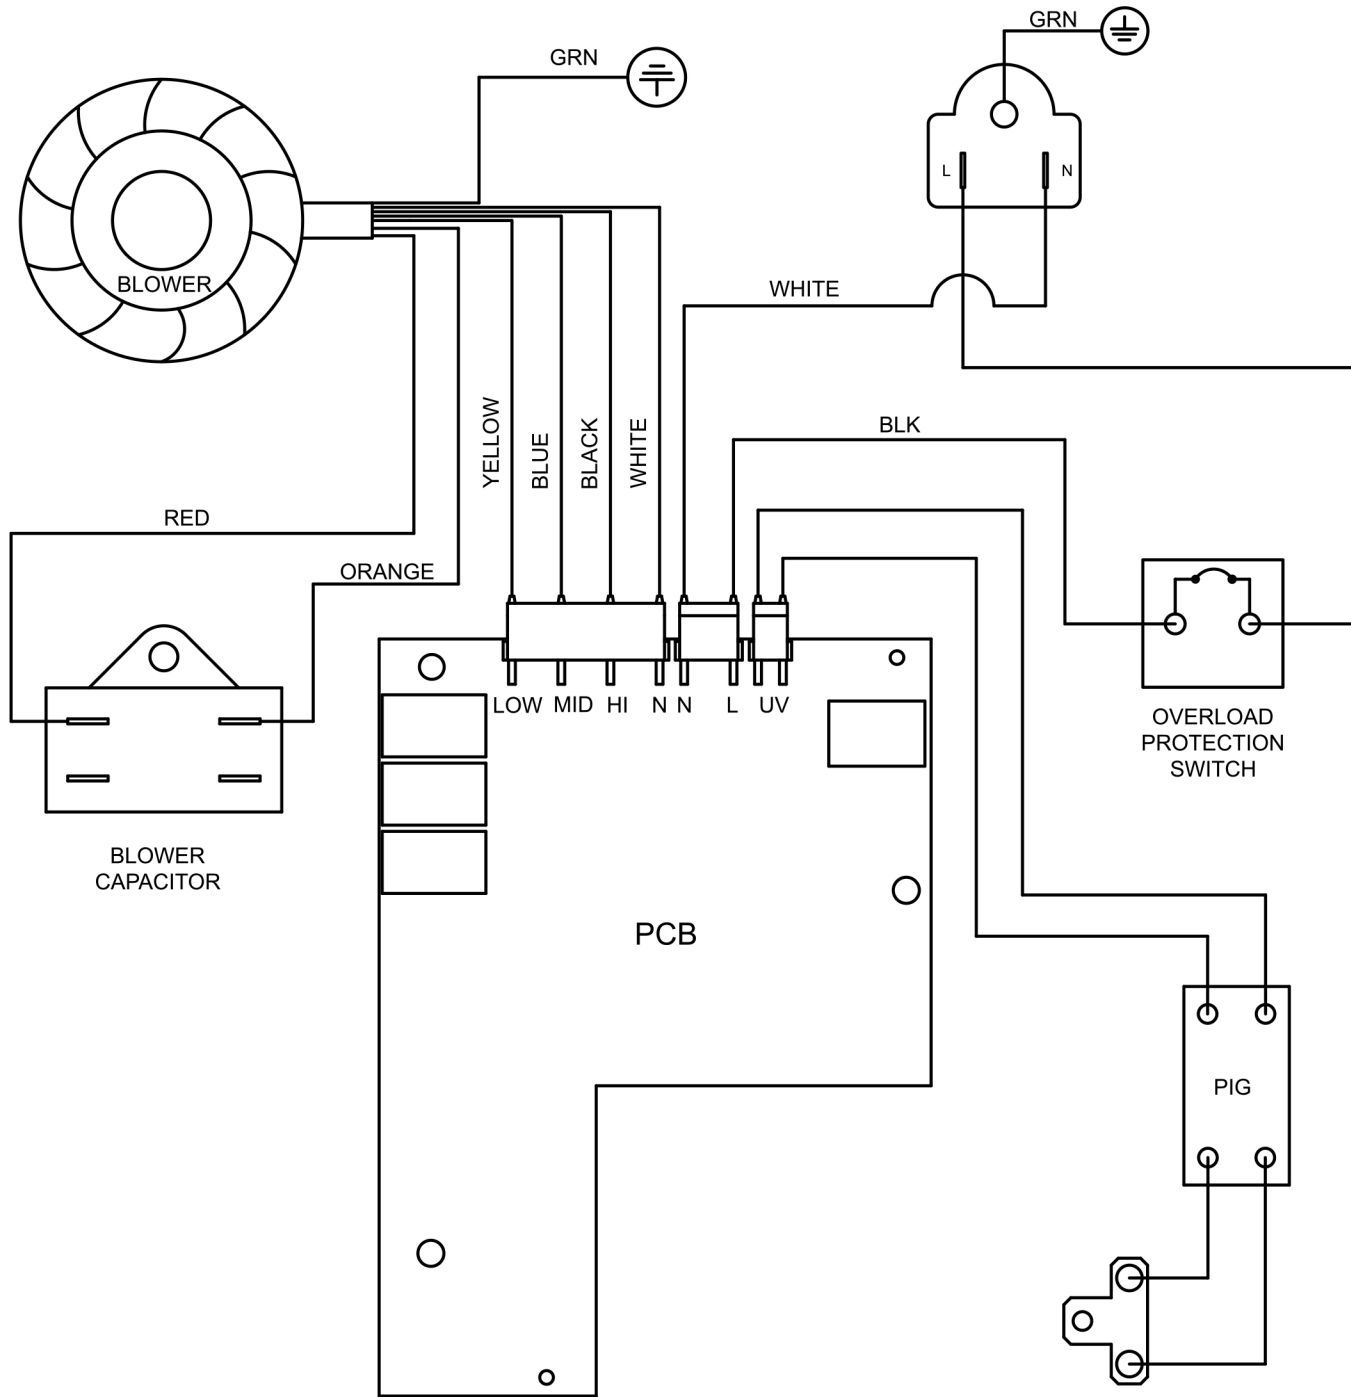 GRN
GRN
L
N
BLOWER
WHITE
YELLOW
BLUE
BLACK
WHITE
BLK
RED
ORANGE
LOW MID HI N N L UV
OVERLOAD
PROTECTION
SWITCH
BLOWER
CAPACITOR
PCB
PIG